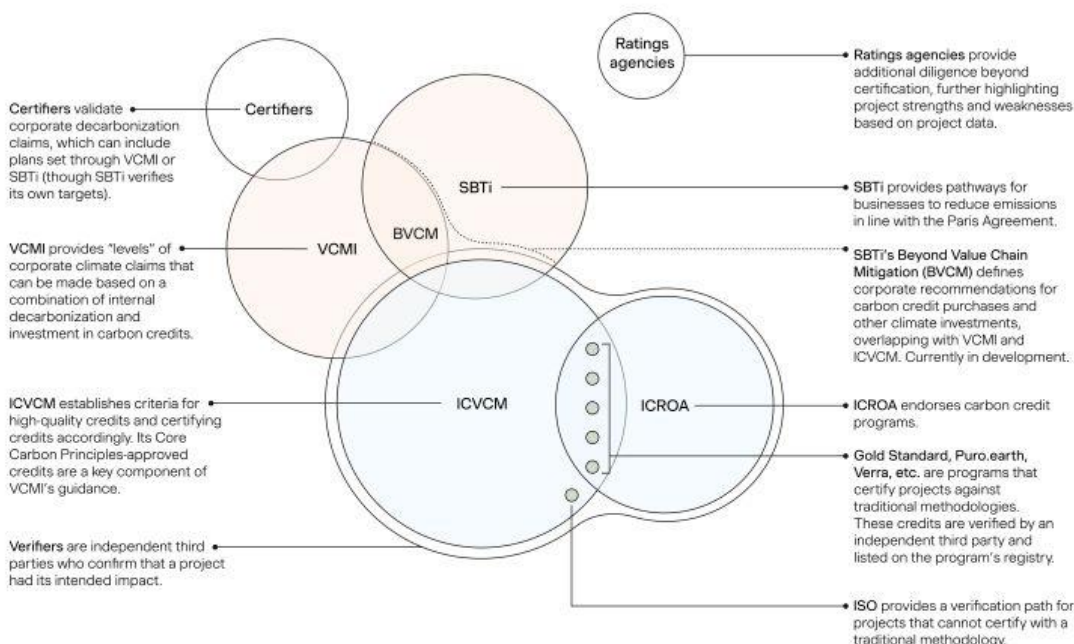 Ratings
agencies
Certifiers
SBTi
VCMI
BVCM
ICVCM
ICROA
Certifiers validate
corporate decarbonization
claims, which can include
plans set through VCMI or
SBTi (though SBTi verifies
its own targets).
VCMI provides "levels" of
corporate climate claims that
can be made based on a
combination of internal
decarbonization and
investment in carbon credits.
ICVCM establishes criteria for
high-quality credits and certifying
credits accordingly. Its Core
Carbon Principles-approved
credits are a key component of
VCMI's guidance.
Verifiers are independent third
parties who confirm that a project
had its intended impact.
Ratings agencies provide
additional diligence beyond
certification, further highlighting
project strengths and weaknesses
based on project data.
SBTi provides pathways for
businesses to reduce emissions
in line with the Paris Agreement.
SBTi's Beyond Value Chain
Mitigation (BVCM) defines
corporate recommendations for
carbon credit purchases and
other climate investments,
overlapping with VCMI and
ICVCM. Currently in development.
ICROA endorses carbon credit
programs.
Gold Standard, Puro.earth,
Verra, etc. are programs that
certify projects against
traditional methodologies.
These credits are verified by an
independent third party and
listed on the program's registry.
ISO provides a verification path for
projects that cannot certify with a
traditional methodology.